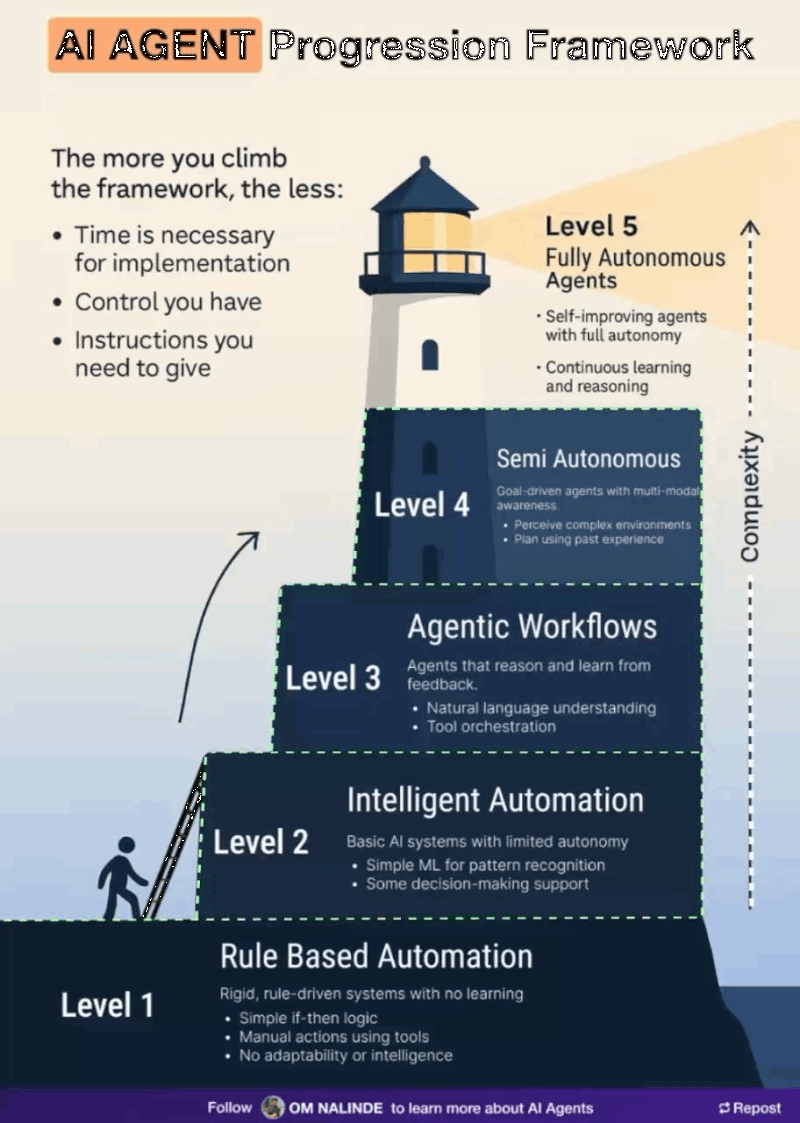 AI AGENT Progression Framework
The more you climb
the framework, the less:
• Time is necessary
for implementation
• Control you have
• Instructions you
need to give
Level 5
Fully Autonomous
Agents
• Self-improving agents
with full autonomy
• Continuous learning
and reasoning
Complexity
Level 4
Semi Autonomous
Goal-driven agents with multi-modal
awareness.
• Perceive complex environments
• Plan using past experience
Level 3
Agentic Workflows
Agents that reason and learn from
feedback.
• Natural language understanding
• Tool orchestration
Level 2
Intelligent Automation
Basic AI systems with limited autonomy
• Simple ML for pattern recognition
• Some decision-making support
Level 1
Rule Based Automation
Rigid, rule-driven systems with no learning
• Simple if-then logic
• Manual actions using tools
• No adaptability or intelligence
Follow OM NALINDE to learn more about AI Agents
Repost